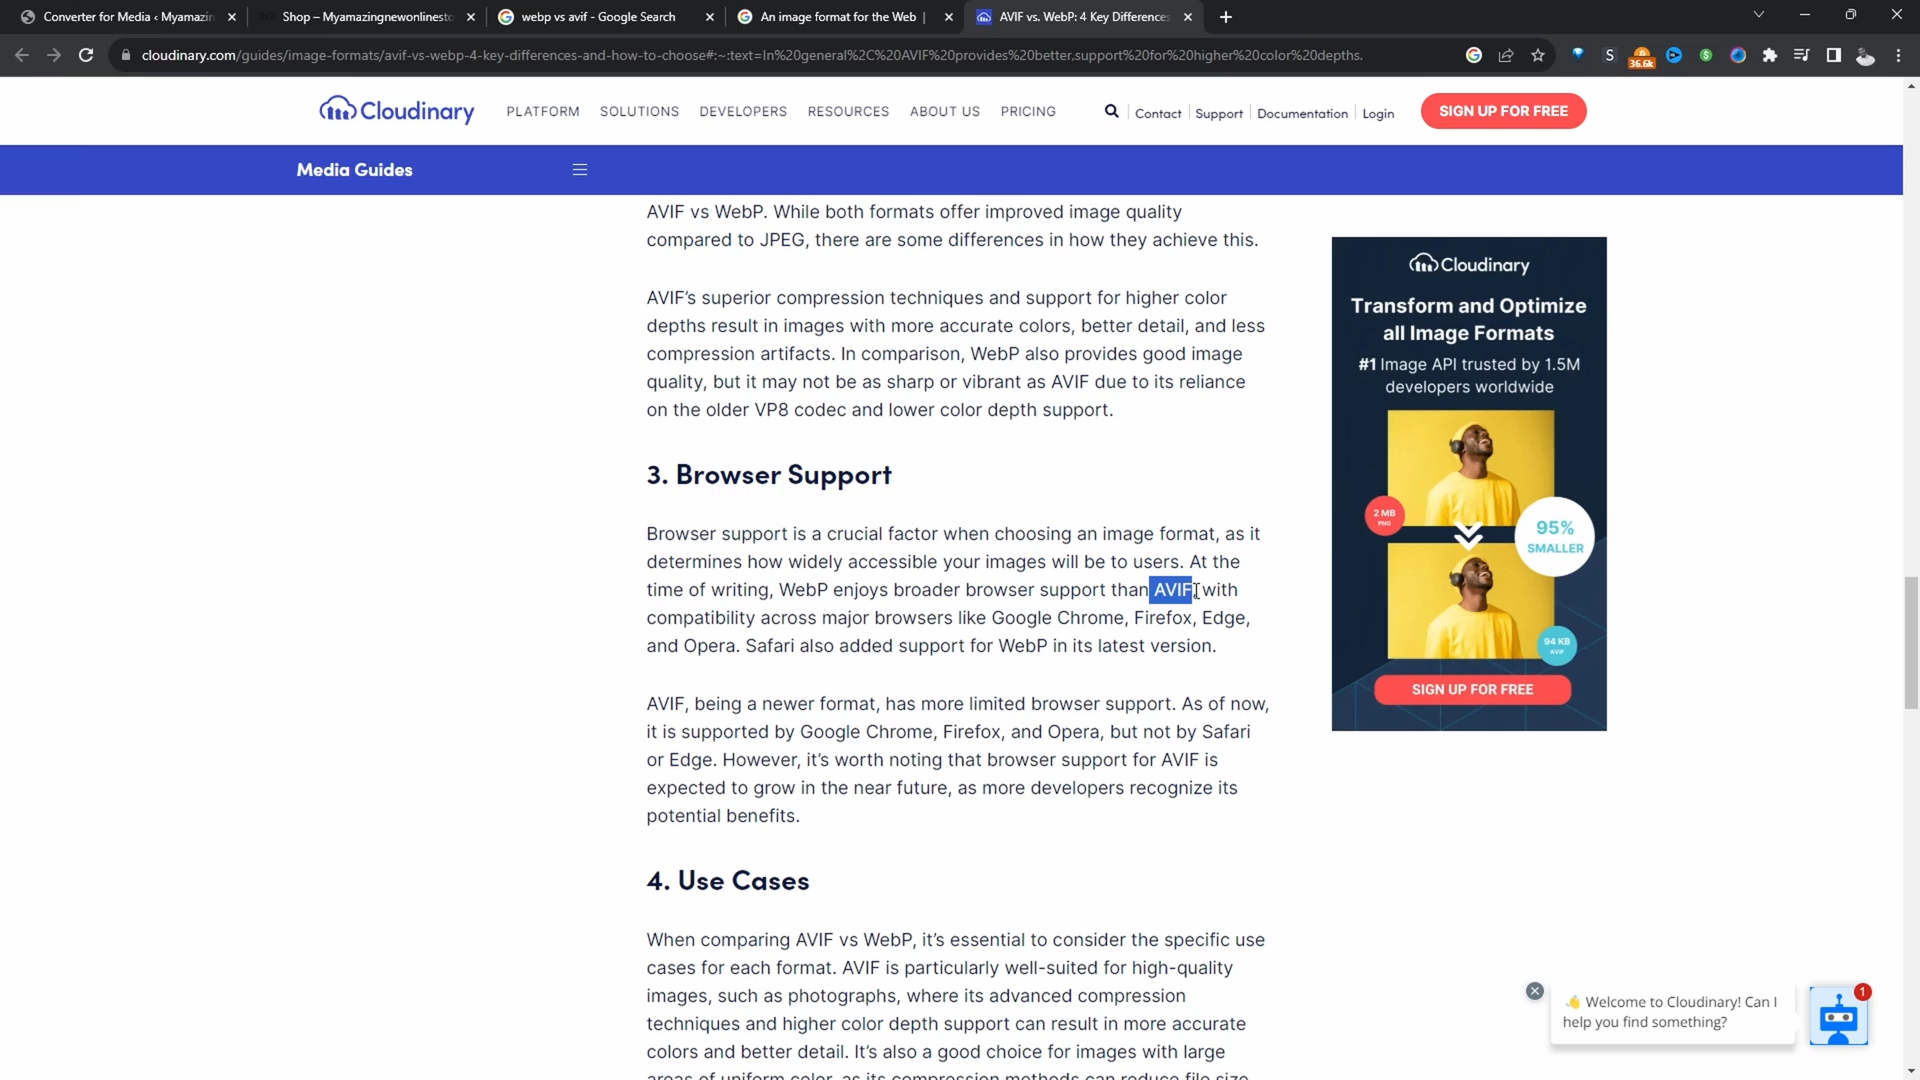 Converter for Media ‹ Myamazin
Shop – Myamazingnewonlinesto
webp vs avif - Google Search
An image format for the Web |
AVIF vs. WebP: 4 Key Differences
cloudinary.com/guides/image-formats/avif-vs-webp-4-key-differences-and-how-to-choose#:~:text=In%20general%2C%20AVIF%20provides%20better,support%20for%20higher%20color%20depths.
S
36.6k
Cloudinary
PLATFORM
SOLUTIONS
DEVELOPERS
RESOURCES
ABOUT US
PRICING
Contact
Support
Documentation
Login
SIGN UP FOR FREE
Media Guides
AVIF vs WebP. While both formats offer improved image quality
compared to JPEG, there are some differences in how they achieve this.
AVIF's superior compression techniques and support for higher color
depths result in images with more accurate colors, better detail, and less
compression artifacts. In comparison, WebP also provides good image
quality, but it may not be as sharp or vibrant as AVIF due to its reliance
on the older VP8 codec and lower color depth support.
3. Browser Support
Browser support is a crucial factor when choosing an image format, as it
determines how widely accessible your images will be to users. At the
time of writing, WebP enjoys broader browser support than AVIF, with
compatibility across major browsers like Google Chrome, Firefox, Edge,
and Opera. Safari also added support for WebP in its latest version.
AVIF, being a newer format, has more limited browser support. As of now,
it is supported by Google Chrome, Firefox, and Opera, but not by Safari
or Edge. However, it's worth noting that browser support for AVIF is
expected to grow in the near future, as more developers recognize its
potential benefits.
4. Use Cases
When comparing AVIF vs WebP, it's essential to consider the specific use
cases for each format. AVIF is particularly well-suited for high-quality
images, such as photographs, where its advanced compression
techniques and higher color depth support can result in more accurate
colors and better detail. It's also a good choice for images with large
areas of uniform color, as its compression methods can reduce file size
Cloudinary
Transform and Optimize
all Image Formats
#1 Image API trusted by 1.5M
developers worldwide
2 MB
PNG
95%
SMALLER
94 KB
AVIF
SIGN UP FOR FREE
👋 Welcome to Cloudinary! Can I
help you find something?
1